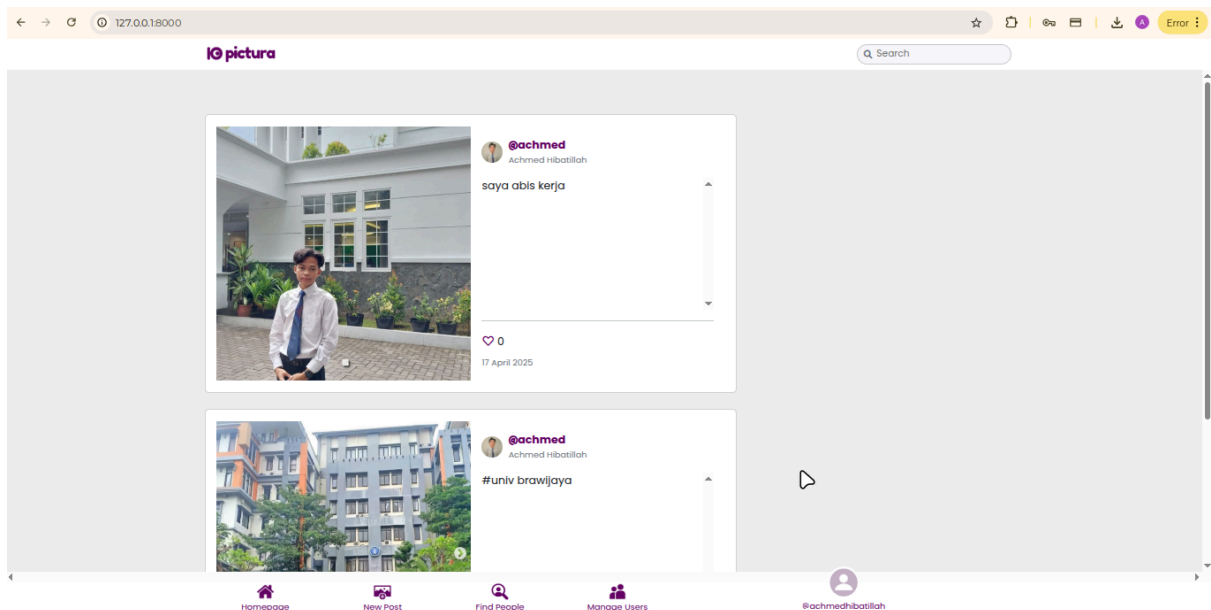 127.0.0.1:8000
Error
pictura
Search
@achmed
Achmed Hibatillah
saya abis kerja
0
17 April 2025
@achmed
Achmed Hibatillah
#univ brawijaya
Homepage
New Post
Find People
Manage Users
@achmedhibatillah